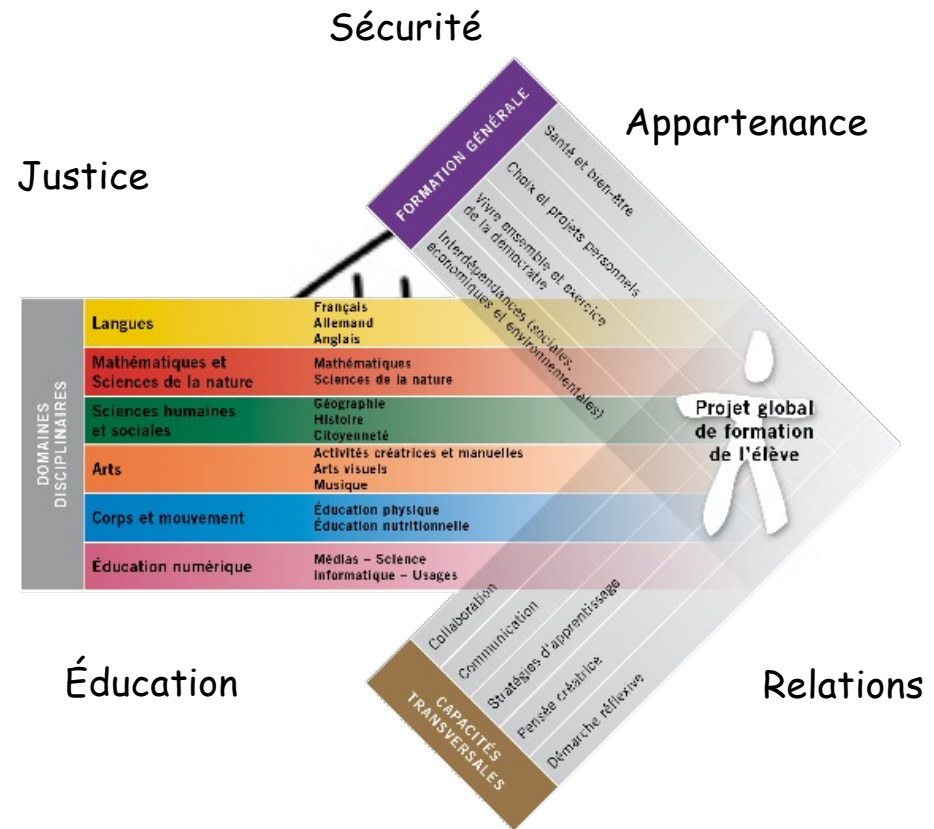 Sécurité
Appartenance
Justice
FORMATION GÉNÉRALE
Santé et bien-être
Choix et projets personnels
Vivre ensemble et exercice
de la démocratie
Interdépendances (sociales,
économiques et environnementales)
DOMAINES
DISCIPLINAIRES
Langues
Français
Allemand
Anglais
Mathématiques et
Sciences de la nature
Mathématiques
Sciences de la nature
Sciences humaines
et sociales
Géographie
Histoire
Citoyenneté
Arts
Activités créatrices et manuelles
Arts visuels
Musique
Corps et mouvement
Éducation physique
Éducation nutritionnelle
Éducation numérique
Médias – Science
informatique – Usages
Projet global
de formation
de l'élève
Collaboration
Communication
Stratégies d'apprentissage
Pensée créatrice
Démarche réflexive
CAPACITÉS
TRANSVERSALES
Éducation
Relations